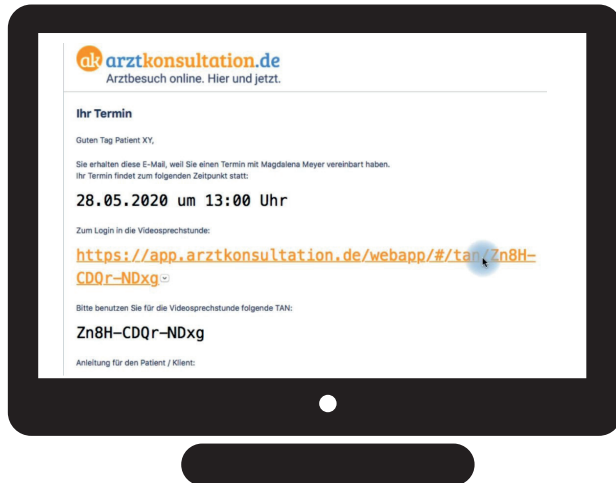 ak arztkonsultation.de
Arztbesuch online. Hier und jetzt.
Ihr Termin
Guten Tag Patient XY,
Sie erhalten diese E-Mail, weil Sie einen Termin mit Magdalena Meyer vereinbart haben.
Ihr Termin findet zum folgenden Zeitpunkt statt:
28.05.2020 um 13:00 Uhr
Zum Login in die Videosprechstunde:
https://app.arztkonsultation.de/webapp/#/tan/Zn8H-
CDQr-NDxg
Bitte benutzen Sie für die Videosprechstunde folgende TAN:
Zn8H-CDQr-NDxg
Anleitung für den Patient / Klient: